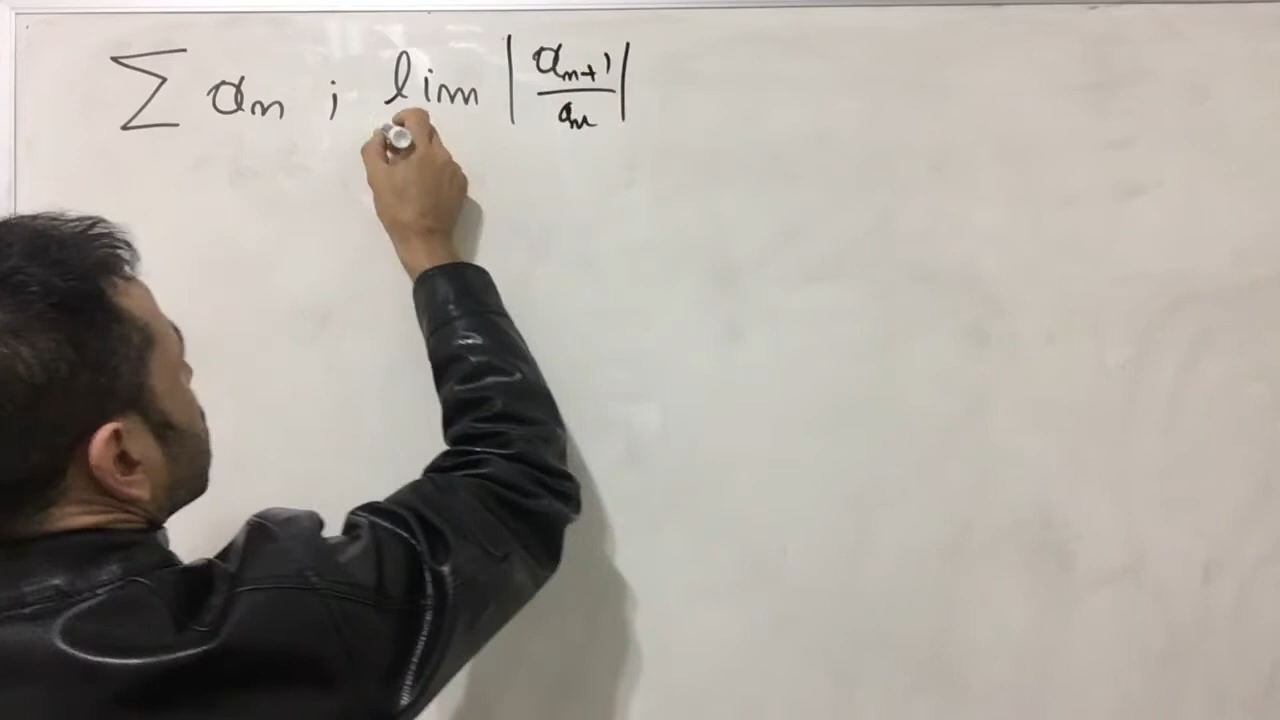 ∑ aₙ ; lim |aₙ₊₁/aₙ|